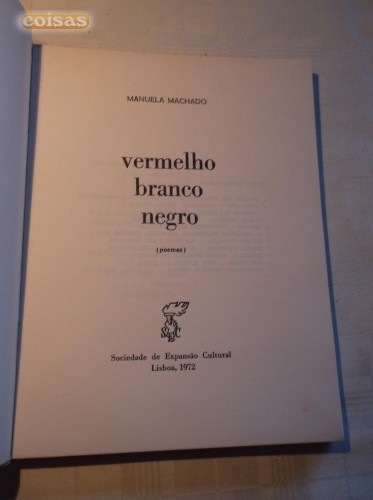 coisas
MANUELA MACHADO
vermelho
branco
negro
(poemas)
Sociedade de Expansão Cultural
Lisboa, 1972